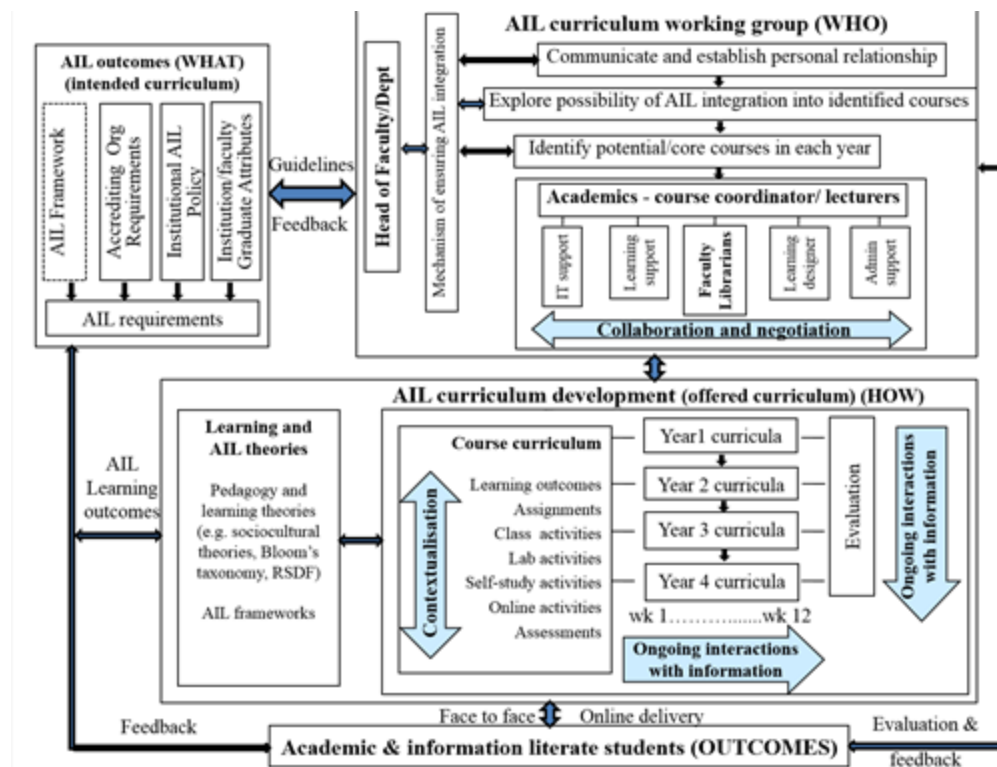 AIL curriculum working group (WHO)
AIL outcomes (WHAT)
(intended curriculum)
AIL Framework
Accrediting Org
Requirements
Institutional AIL
Policy
Institution/faculty
Graduate Attributes
AIL requirements
Guidelines
Feedback
Head of Faculty/Dept
Mechanism of ensuring AIL integration
Communicate and establish personal relationship
Explore possibility of AIL integration into identified courses
Identify potential/core courses in each year
Academics - course coordinator/ lecturers
IT support
Learning
support
Faculty
Librarians
Learning
designer
Admin
support
Collaboration and negotiation
AIL curriculum development (offered curriculum) (HOW)
AIL
Learning
outcomes
Learning and
AIL theories
Pedagogy and
learning theories
(e.g. sociocultural
theories, Bloom's
taxonomy, RSDF)
AIL frameworks
Contextualisation
Course curriculum
Learning outcomes
Assignments
Class activities
Lab activities
Self-study activities
Online activities
Assessments
Year1 curricula
Year 2 curricula
Year 3 curricula
Year 4 curricula
Evaluation
wk 1…………......wk 12
Ongoing interactions
with information
Ongoing interactions
with information
Feedback
Face to face
Online delivery
Academic & information literate students (OUTCOMES)
Evaluation &
feedback